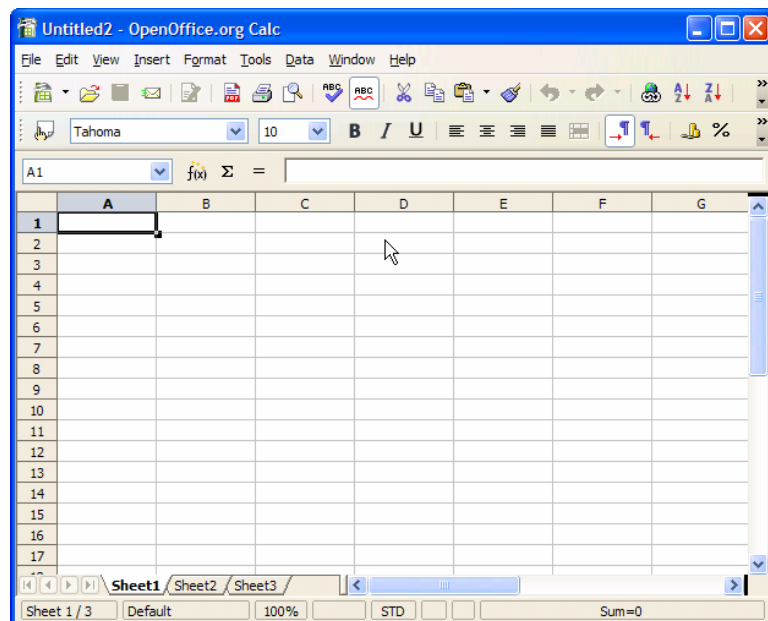 Untitled2 - OpenOffice.org Calc
File Edit View Insert Format Tools Data Window Help
ABC ABC A Z Z A »
Tahoma 10 B I U % »
A1 f(x) Σ =
A B C D E F G
1
2
3
4
5
6
7
8
9
10
11
12
13
14
15
16
17
Sheet1 Sheet2 Sheet3
Sheet 1 / 3 Default 100% STD Sum=0